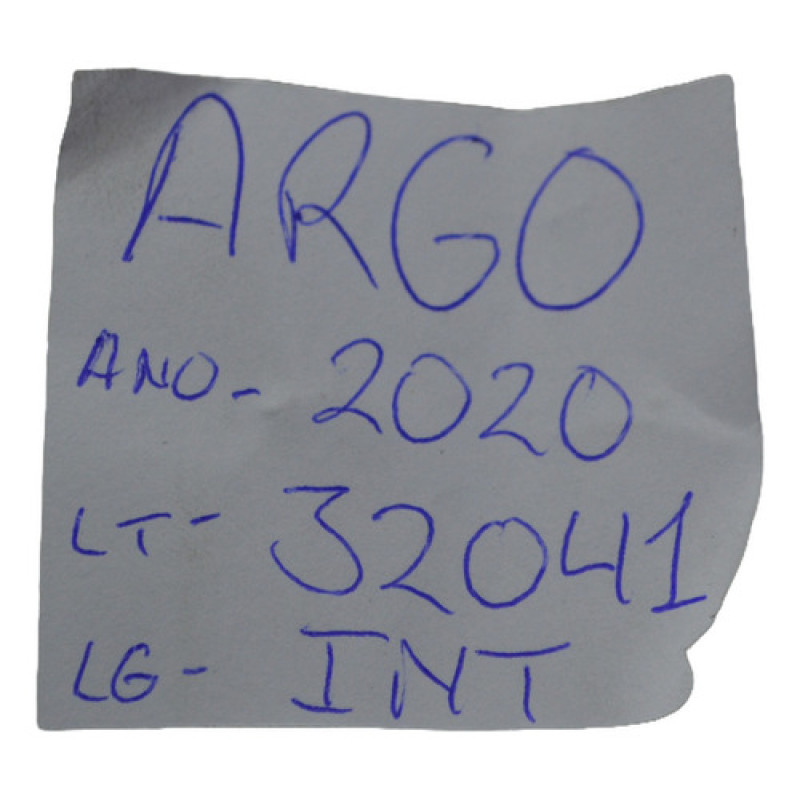 ARGO
ANO- 2020
LT- 32041
LG- INT